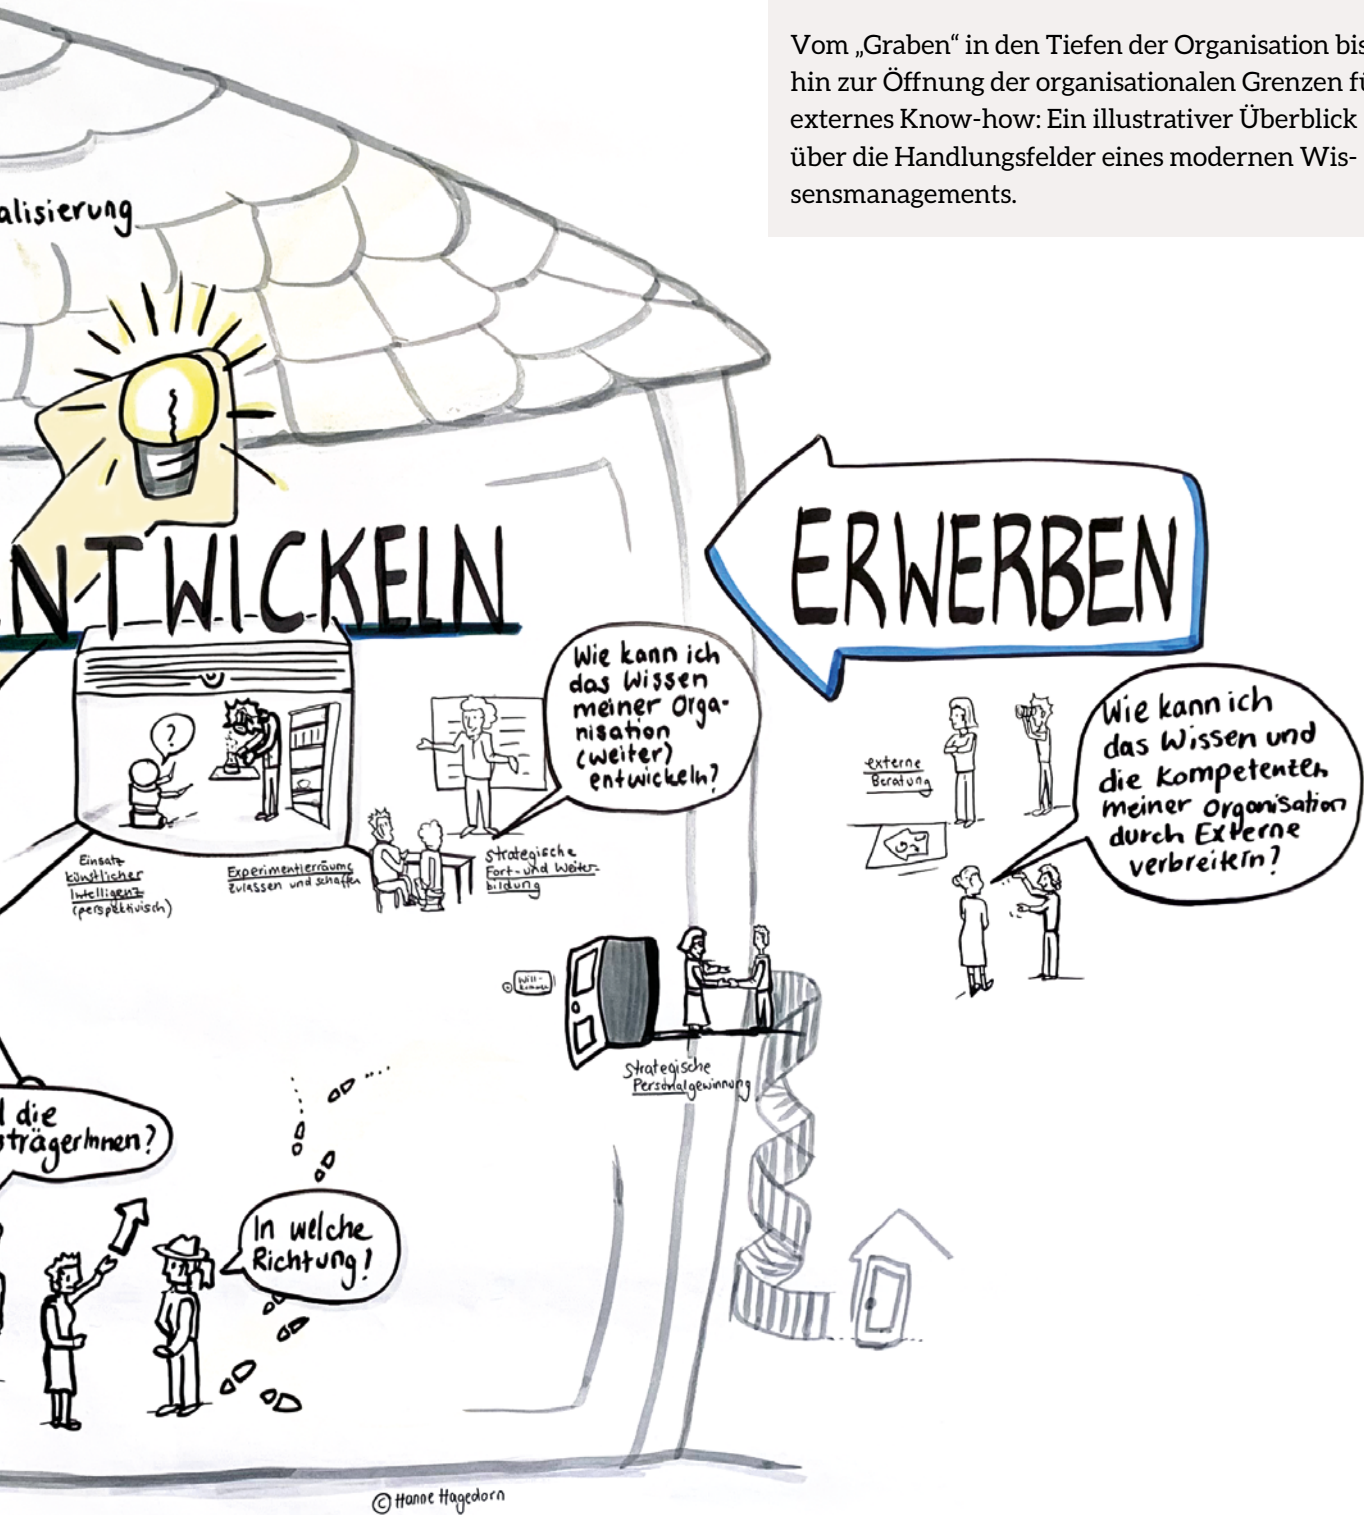 Vom „Graben“ in den Tiefen der Organisation bis
hin zur Öffnung der organisationalen Grenzen fü
externes Know-how: Ein illustrativer Überblick
über die Handlungsfelder eines modernen Wis-
sensmanagements.
alisierung
NTWICKELN
ERWERBEN
Wie kann ich
das Wissen
meiner Orga-
nisation
(weiter)
entwickeln?
Wie kann ich
das Wissen und
die Kompetenten
meiner Organisation
durch Externe
verbreitern?
externe
Beratung
?
Einsatz
künstlicher
Intelligenz
(perspektivisch)
Experimentierräume
zulassen und schaffen
Strategische
Fort- und Weiter-
bildung
Will-
kommen
Strategische
Personalgewinnung
d die
strägerInnen?
In welche
Richtung!
© Hanne Hagedorn